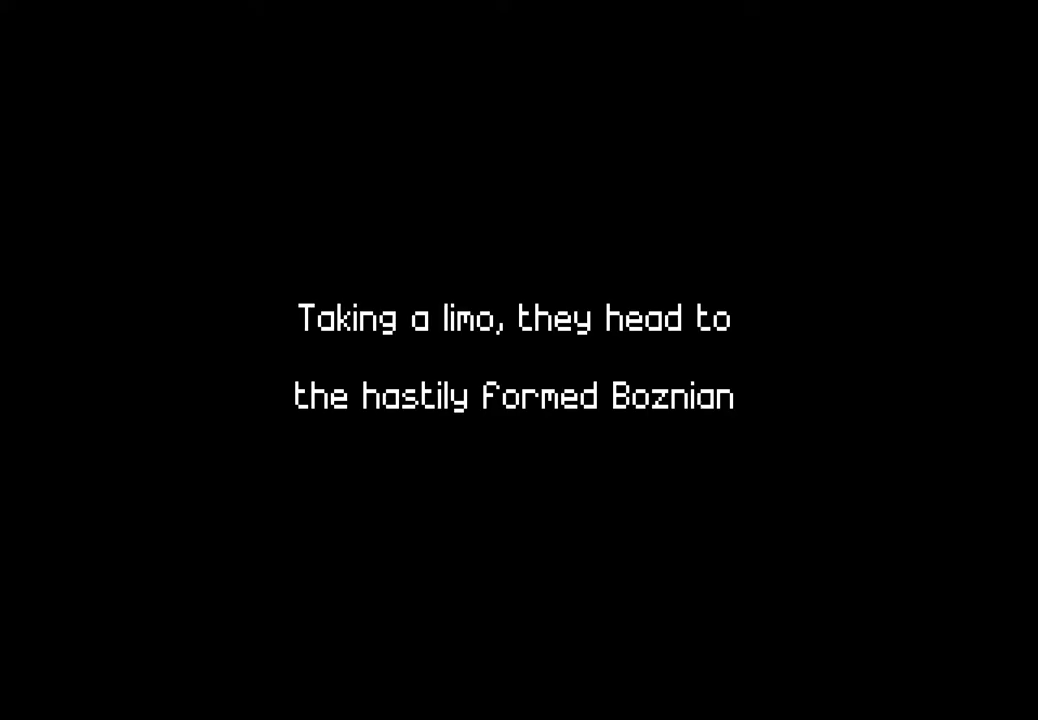 Taking a limo, they head to
the hastily formed Boznian